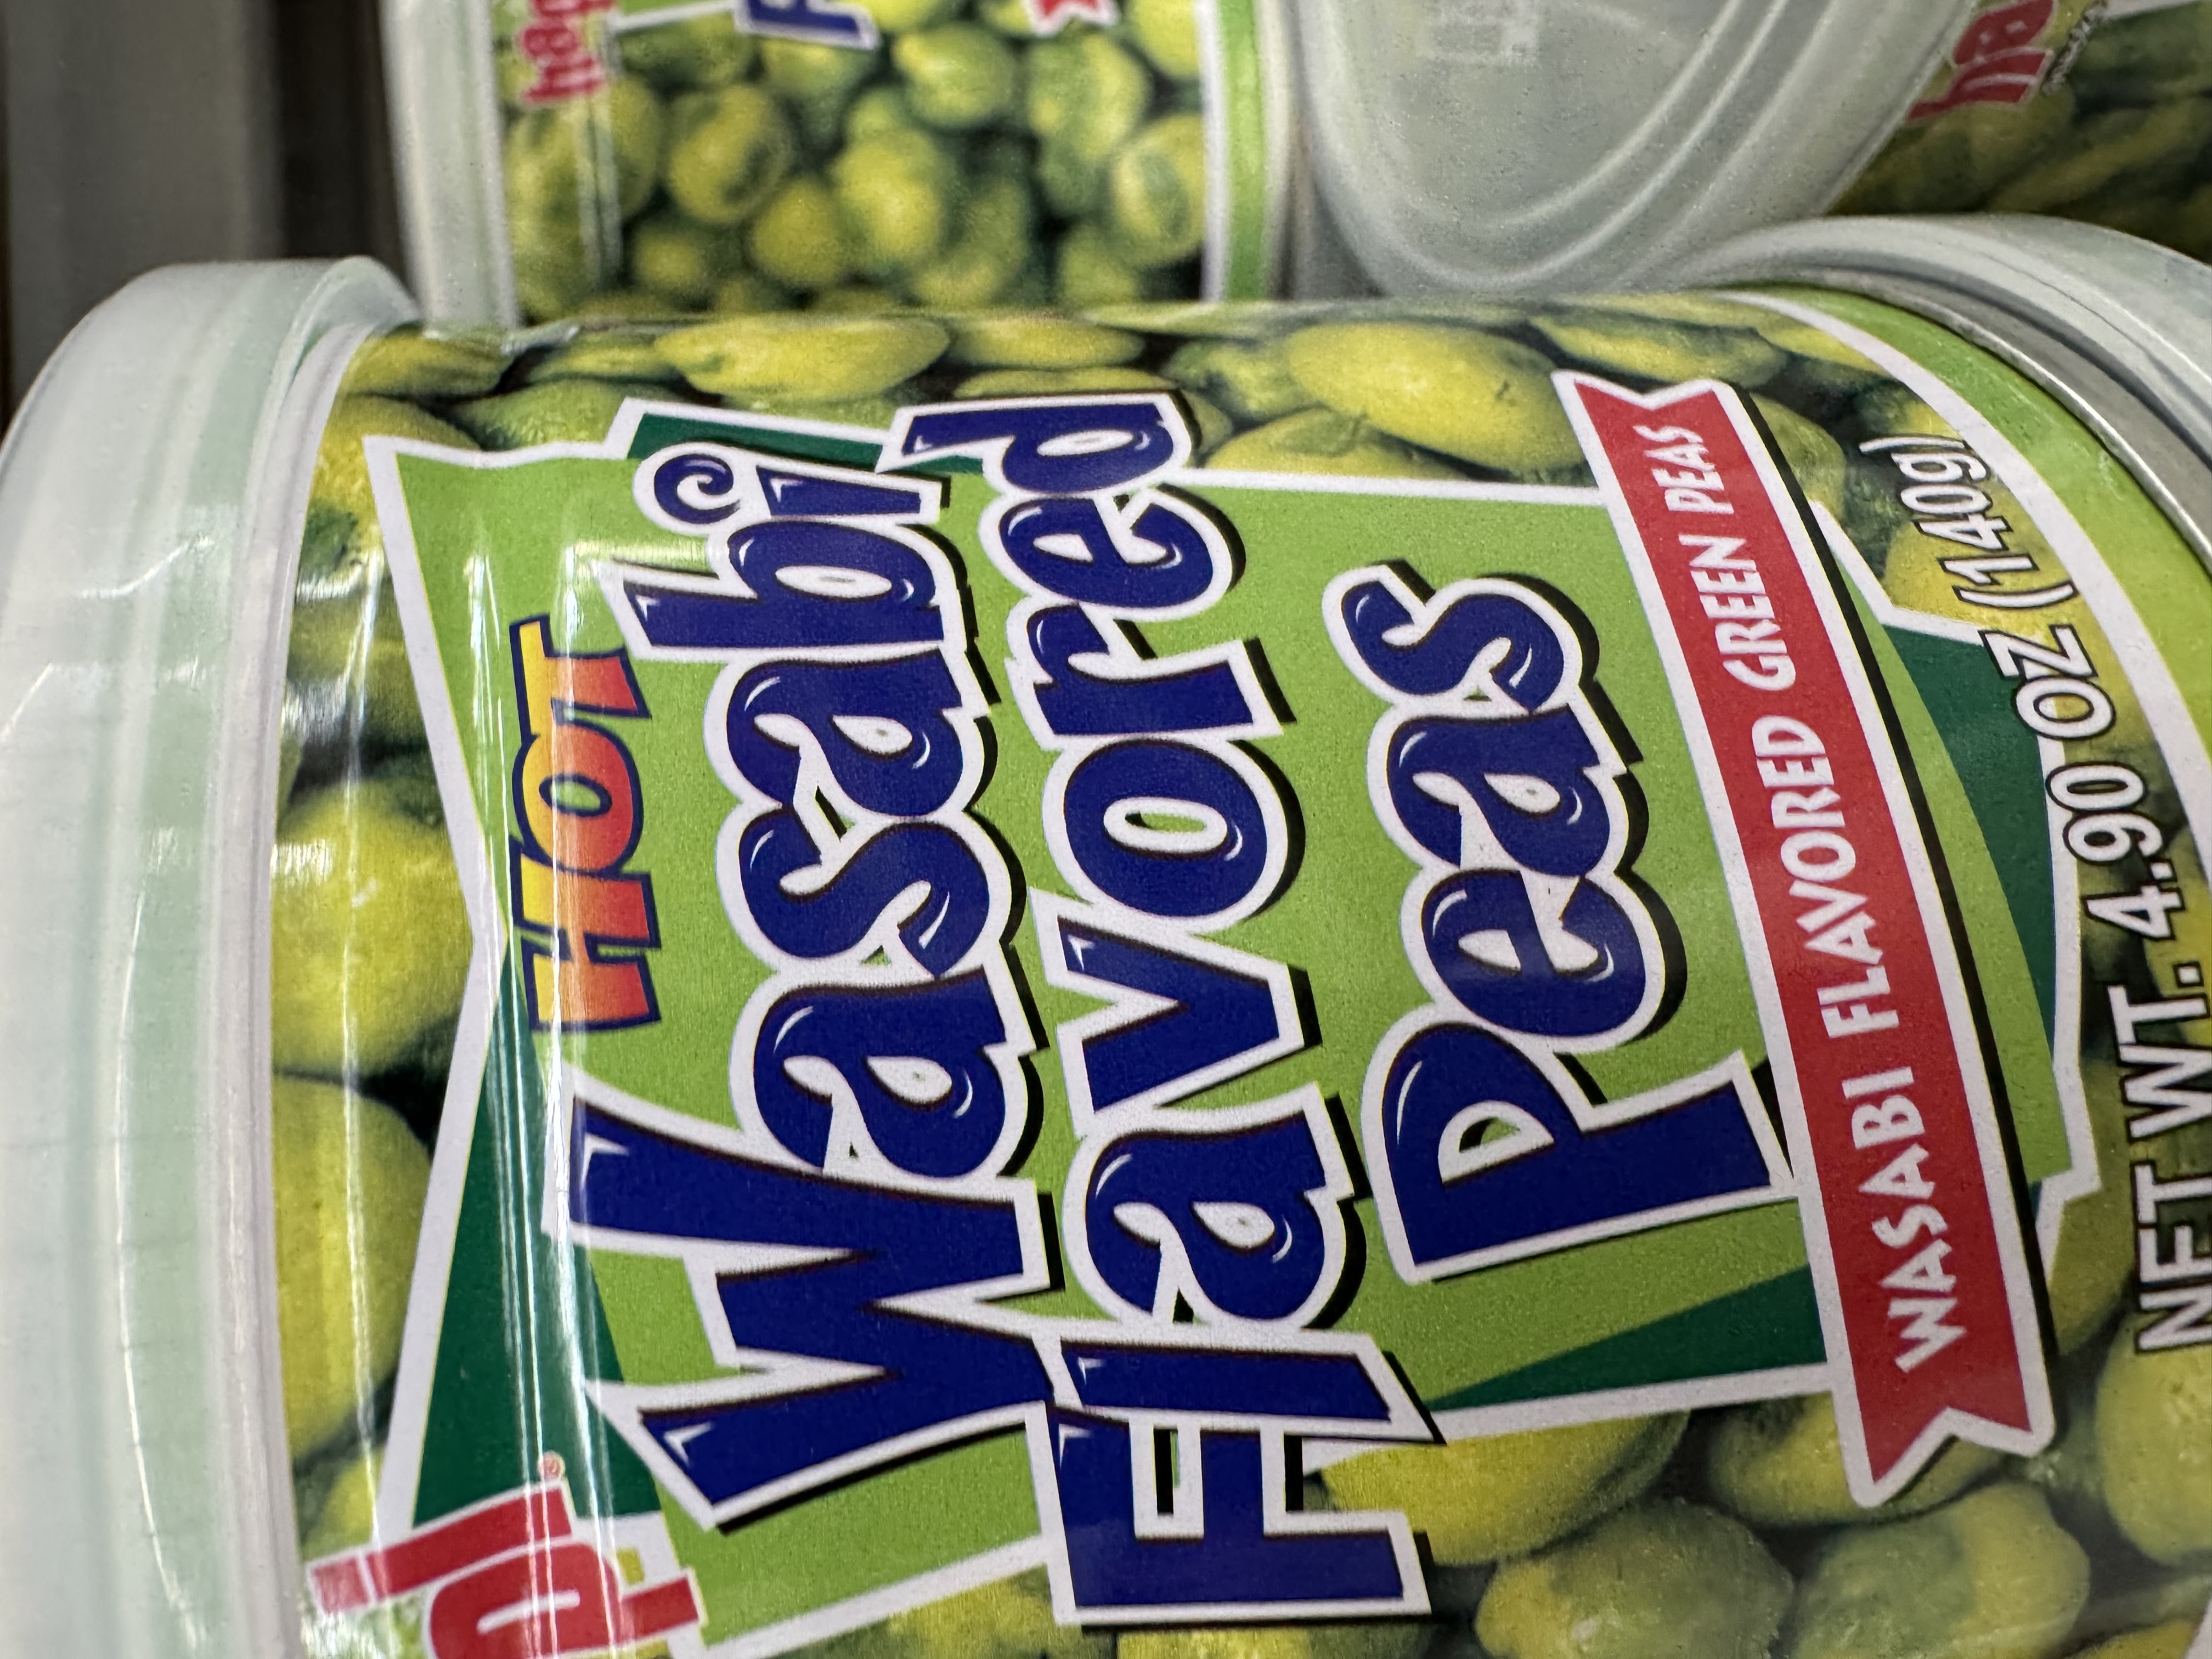 HOT
Wasabi
Flavored
Peas
WASABI FLAVORED GREEN PEAS
NET WT. 4.90 OZ (140g)